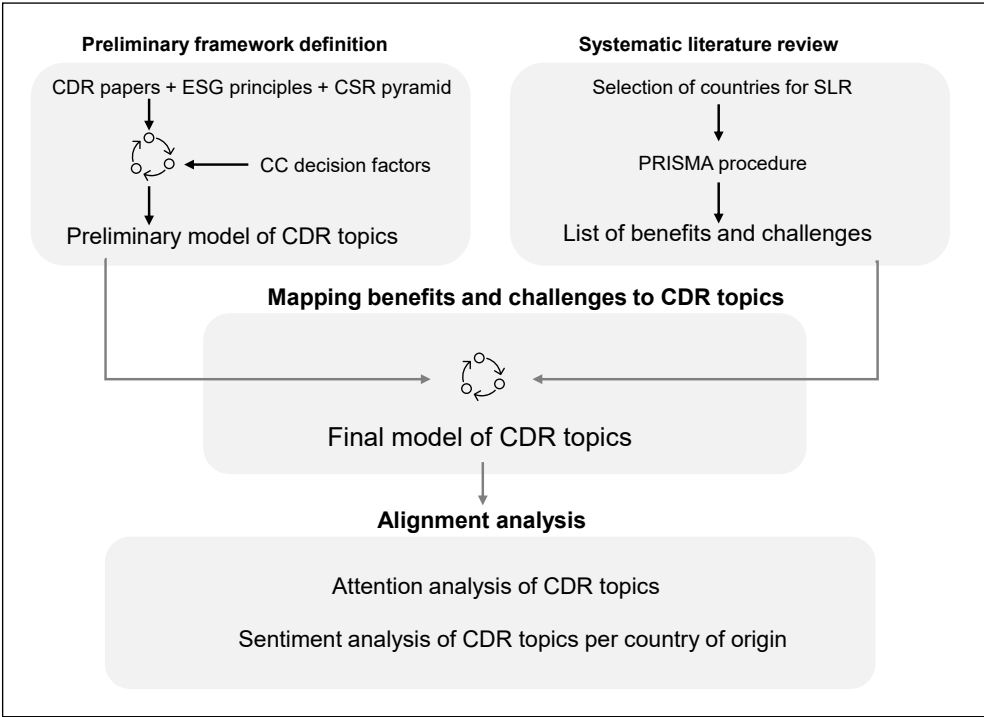 Preliminary framework definition
CDR papers + ESG principles + CSR pyramid
CC decision factors
Preliminary model of CDR topics
Systematic literature review
Selection of countries for SLR
PRISMA procedure
List of benefits and challenges
Mapping benefits and challenges to CDR topics
Final model of CDR topics
Alignment analysis
Attention analysis of CDR topics
Sentiment analysis of CDR topics per country of origin